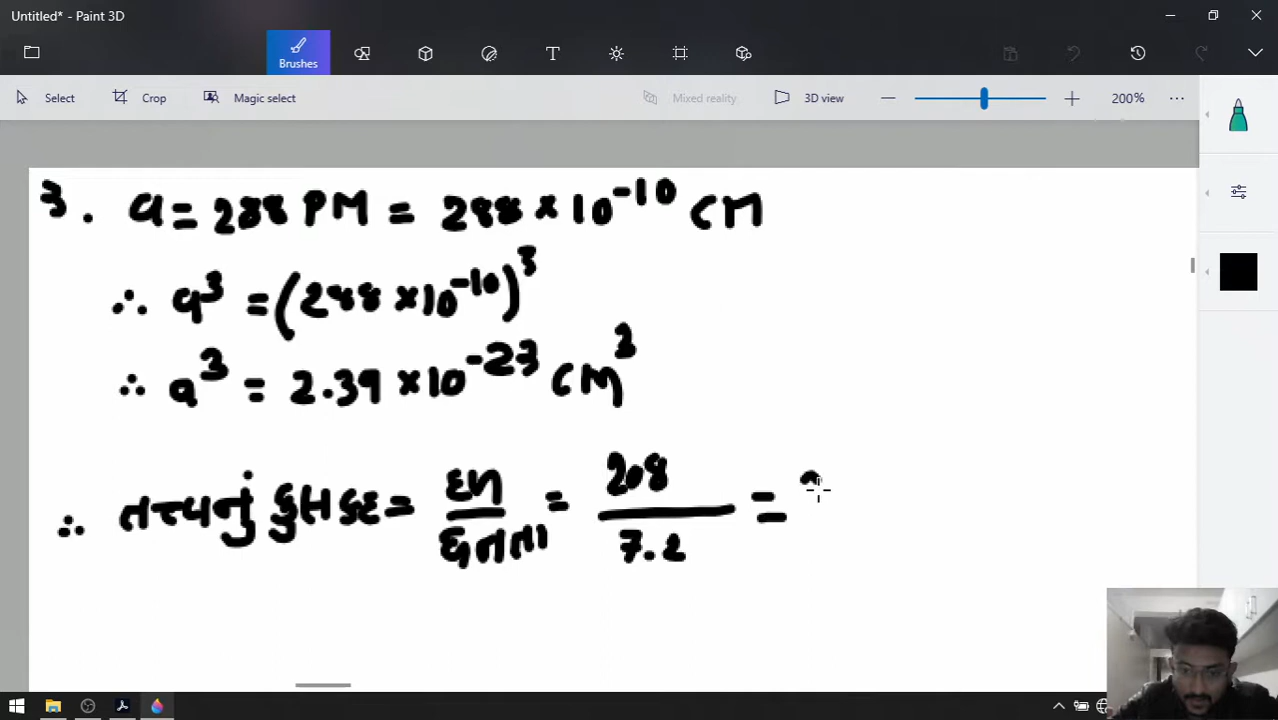 Untitled* - Paint 3D
Brushes
Select Crop Magic select Mixed reality 3D view 200%
3. a = 288 PM = 288 × 10⁻¹⁰ CM
∴ a³ = (288 × 10⁻¹⁰)³
∴ a³ = 2.39 × 10⁻²³ CM³
∴ તત્ત્વનું કુલ કદ = દળ / ઘનતા = 208 / 7.2 =